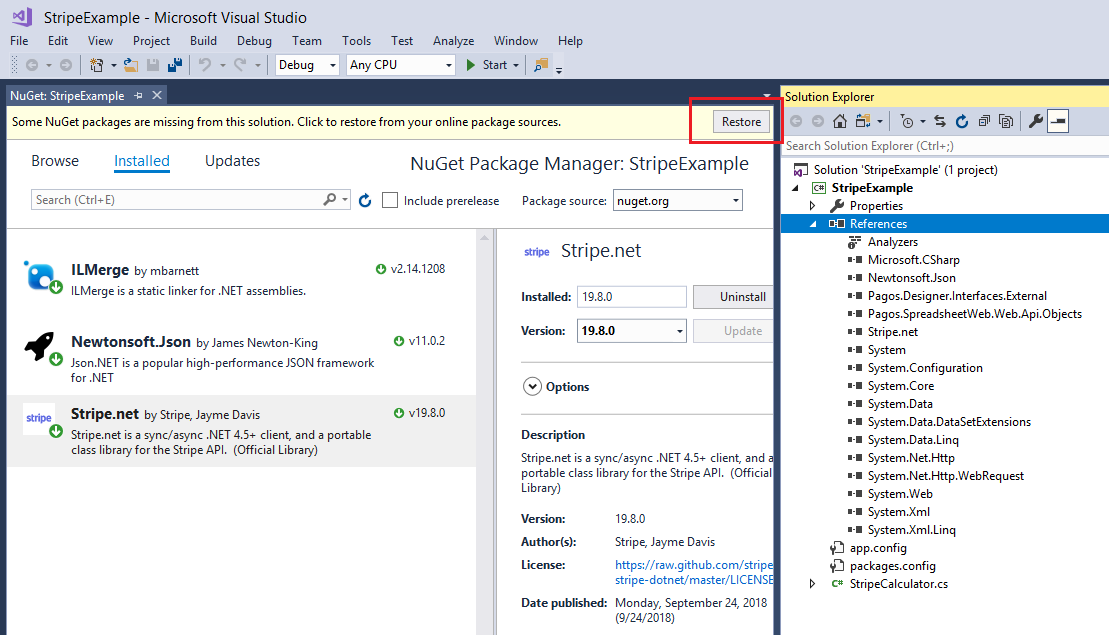 StripeExample - Microsoft Visual Studio
File Edit View Project Build Debug Team Tools Test Analyze Window Help
Debug Any CPU Start
NuGet: StripeExample
Some NuGet packages are missing from this solution. Click to restore from your online package sources. Restore
Browse Installed Updates NuGet Package Manager: StripeExample
Search (Ctrl+E) Include prerelease Package source: nuget.org
ILMerge by mbarnett v2.14.1208
ILMerge is a static linker for .NET assemblies.
Newtonsoft.Json by James Newton-King v11.0.2
Json.NET is a popular high-performance JSON framework
for .NET
stripe Stripe.net by Stripe, Jayme Davis v19.8.0
Stripe.net is a sync/async .NET 4.5+ client, and a portable
class library for the Stripe API. (Official Library)
stripe Stripe.net
Installed: 19.8.0 Uninstall
Version: 19.8.0 Update
Options
Description
Stripe.net is a sync/async .NET 4.5+ client, and a
portable class library for the Stripe API. (Official
Library)
Version: 19.8.0
Author(s): Stripe, Jayme Davis
License: https://raw.github.com/stripe
stripe-dotnet/master/LICENSE
Date published: Monday, September 24, 2018
(9/24/2018)
Solution Explorer
Search Solution Explorer (Ctrl+;)
Solution 'StripeExample' (1 project)
C# StripeExample
Properties
References
Analyzers
Microsoft.CSharp
Newtonsoft.Json
Pagos.Designer.Interfaces.External
Pagos.SpreadsheetWeb.Web.Api.Objects
Stripe.net
System
System.Configuration
System.Core
System.Data
System.Data.DataSetExtensions
System.Data.Linq
System.Net.Http
System.Net.Http.WebRequest
System.Web
System.Xml
System.Xml.Linq
app.config
packages.config
C# StripeCalculator.cs